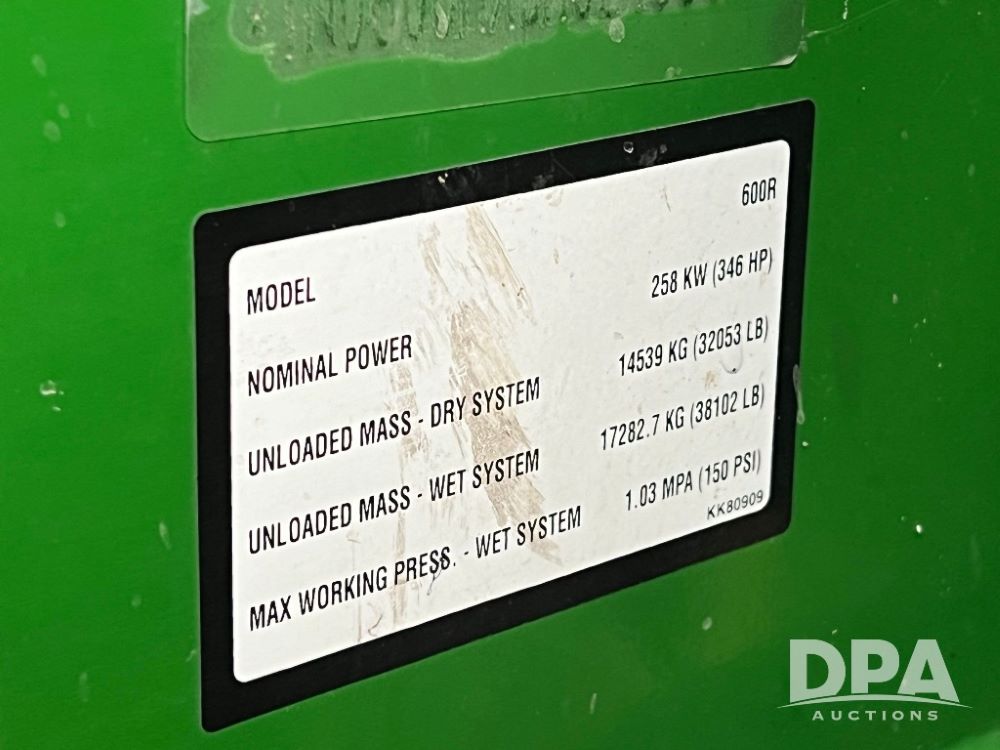 MODEL 600R
NOMINAL POWER 258 KW (346 HP)
UNLOADED MASS - DRY SYSTEM 14539 KG (32053 LB)
UNLOADED MASS - WET SYSTEM 17282.7 KG (38102 LB)
MAX WORKING PRESS. - WET SYSTEM 1.03 MPA (150 PSI)
KK80909
DPA
AUCTIONS